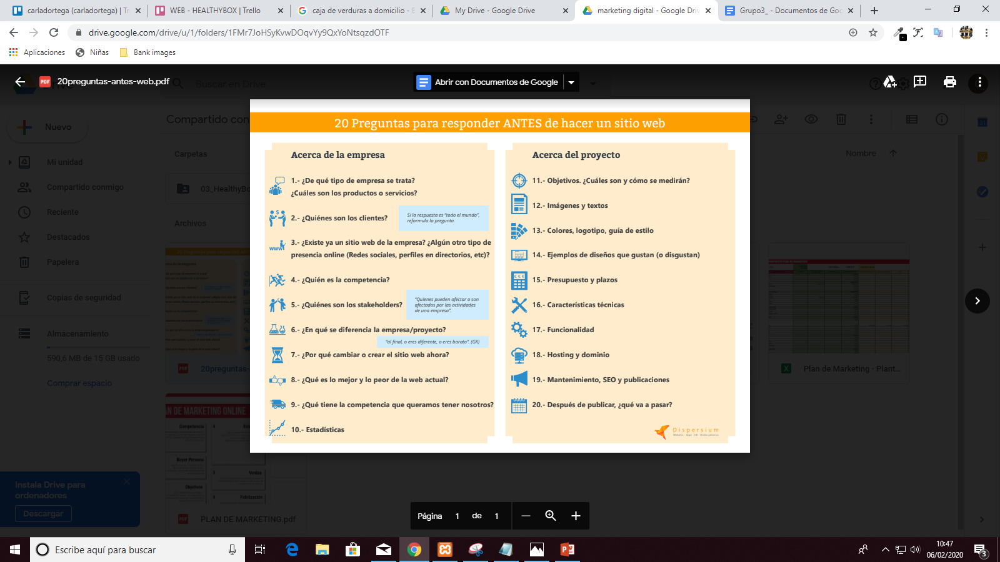 carladortega (carladortega) | Tr
WEB - HEALTHYBOX | Trello
caja de verduras a domicilio -
My Drive - Google Drive
marketing digital - Google Driv
Grupo3_ - Documentos de Goo
drive.google.com/drive/u/1/folders/1FMr7JoHSyKvwDOqvYy9QxYoNtsqzdOTF
Aplicaciones
Niñas
Bank images
PDF
20preguntas-antes-web.pdf
Buscar en Drive
Abrir con Documentos de Google
Nuevo
Mi unidad
Compartido conmigo
Reciente
Destacados
Papelera
Copias de seguridad
Almacenamiento
590,6 MB de 15 GB usado
Comprar espacio
Instala Drive para
ordenadores
Descargar
Compartido con
Carpetas
03_HealthyBo
Archivos
Nombre
20preguntas-
Plan de Marketing - Plant...
PLAN DE MARKETING.pdf
20 Preguntas para responder ANTES de hacer un sitio web
Acerca de la empresa
1.- ¿De qué tipo de empresa se trata?
¿Cuáles son los productos o servicios?
2.- ¿Quiénes son los clientes?
Si la respuesta es "todo el mundo",
reformula la pregunta.
3.- ¿Existe ya un sitio web de la empresa? ¿Algún otro tipo de
presencia online (Redes sociales, perfiles en directorios, etc)?
4.- ¿Quién es la competencia?
5.- ¿Quiénes son los stakeholders?
"Quienes pueden afectar o son
afectados por las actividades
de una empresa".
6.- ¿En qué se diferencia la empresa/proyecto?
"al final, o eres diferente, o eres barato". (GK)
7.- ¿Por qué cambiar o crear el sitio web ahora?
8.- ¿Qué es lo mejor y lo peor de la web actual?
9.- ¿Qué tiene la competencia que queramos tener nosotros?
10.- Estadísticas
Acerca del proyecto
11.- Objetivos. ¿Cuáles son y cómo se medirán?
12.- Imágenes y textos
13.- Colores, logotipo, guía de estilo
14.- Ejemplos de diseños que gustan (o disgustan)
15.- Presupuesto y plazos
16.- Características técnicas
17.- Funcionalidad
18.- Hosting y dominio
19.- Mantenimiento, SEO y publicaciones
20.- Después de publicar, ¿qué va a pasar?
Dispersium
Página 1 de 1
Escribe aquí para buscar
10:47
06/02/2020
3